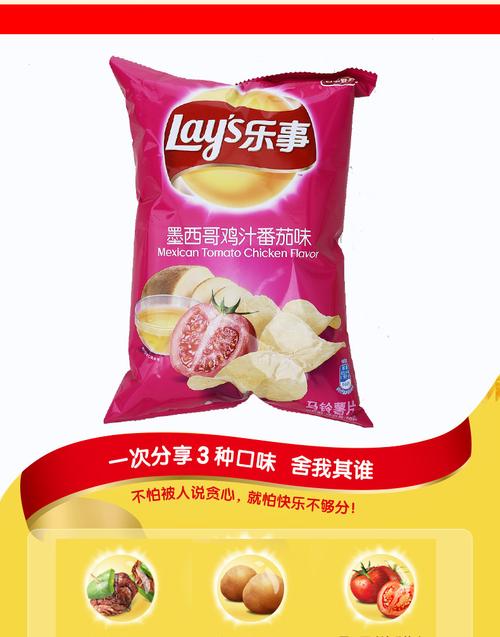 Lay's乐事
墨西哥鸡汁番茄味
Mexican Tomato Chicken Flavor
马铃薯片
一次分享3种口味 舍我其谁
不怕被人说贪心，就怕快乐不够分！